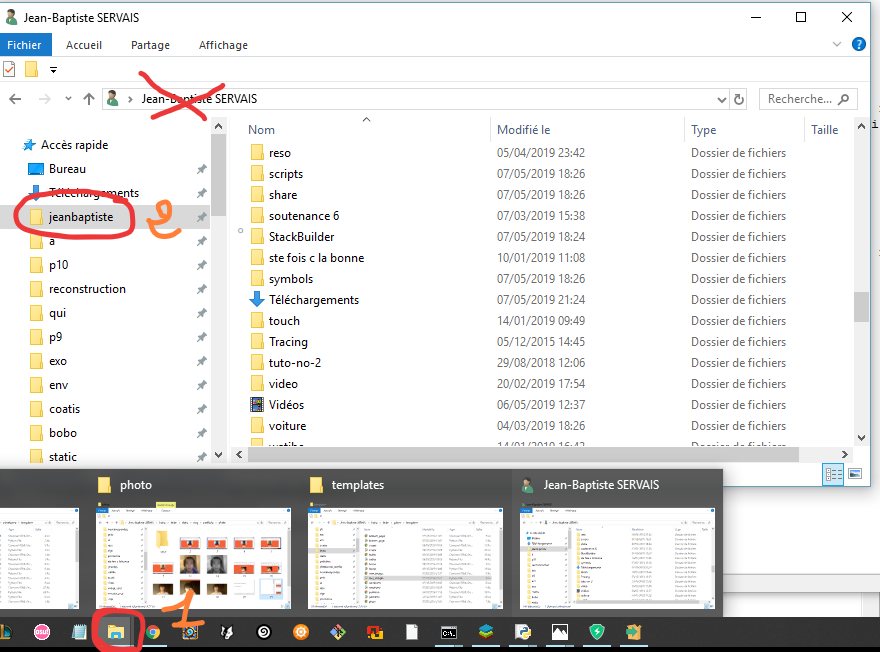 Jean-Baptiste SERVAIS
Fichier Accueil Partage Affichage
Jean-Baptiste SERVAIS Recherche...
Nom Modifié le Type Taille
Accès rapide
Bureau
Téléchargements
jeanbaptiste
a
p10
reconstruction
qui
p9
exo
env
coatis
bobo
static
reso 05/04/2019 23:42 Dossier de fichiers
scripts 07/05/2019 18:26 Dossier de fichiers
share 07/05/2019 18:26 Dossier de fichiers
soutenance 6 07/03/2019 15:38 Dossier de fichiers
StackBuilder 07/05/2019 18:24 Dossier de fichiers
ste fois c la bonne 10/01/2019 11:08 Dossier de fichiers
symbols 07/05/2019 18:26 Dossier de fichiers
Téléchargements 07/05/2019 21:24 Dossier de fichiers
touch 14/01/2019 09:49 Dossier de fichiers
Tracing 05/12/2015 14:45 Dossier de fichiers
tuto-no-2 29/08/2018 12:06 Dossier de fichiers
video 20/02/2019 17:54 Dossier de fichiers
Vidéos 06/05/2019 12:37 Dossier de fichiers
voiture 04/03/2019 18:26 Dossier de fichiers
2
photo templates Jean-Baptiste SERVAIS
1
osu!